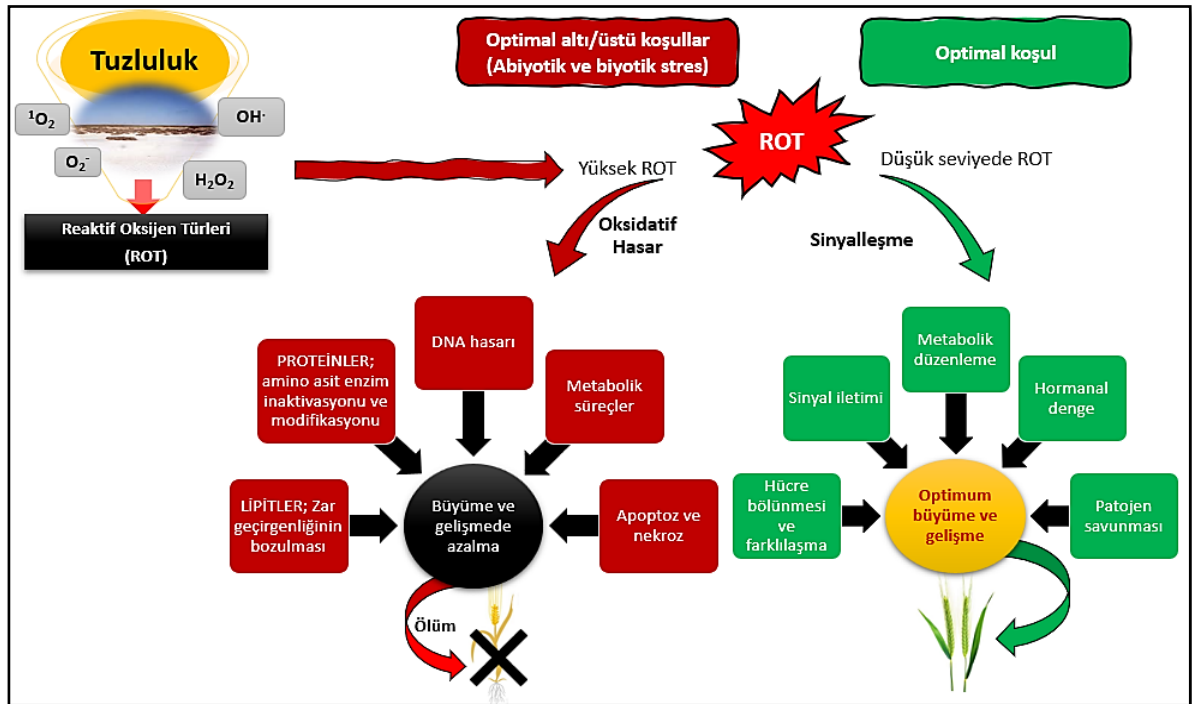 Tuzluluk
¹O₂
OH·
O₂⁻
H₂O₂
Reaktif Oksijen Türleri
(ROT)
Optimal altı/üstü koşullar
(Abiyotik ve biyotik stres)
Optimal koşul
ROT
Yüksek ROT
Düşük seviyede ROT
Oksidatif
Hasar
Sinyalleşme
DNA hasarı
PROTEİNLER;
amino asit enzim
inaktivasyonu ve
modifikasyonu
Metabolik
süreçler
LİPİTLER; Zar
geçirgenliğinin
bozulması
Büyüme ve
gelişmede
azalma
Apoptoz ve
nekroz
Ölüm
Metabolik
düzenleme
Sinyal iletimi
Hormanal
denge
Hücre
bölünmesi
ve
farklılaşma
Optimum
büyüme ve
gelişme
Patojen
savunması